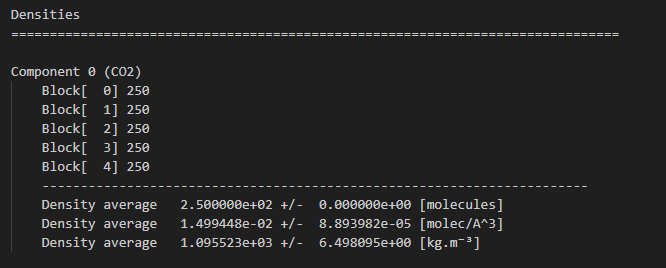 Densities
===============================================================================
Component 0 (CO2)
Block[  0] 250
Block[  1] 250
Block[  2] 250
Block[  3] 250
Block[  4] 250
-----------------------------------------------------------------------
Density average   2.500000e+02 +/-  0.000000e+00 [molecules]
Density average   1.499448e-02 +/-  8.893982e-05 [molec/A^3]
Density average   1.095523e+03 +/-  6.498095e+00 [kg.m⁻³]